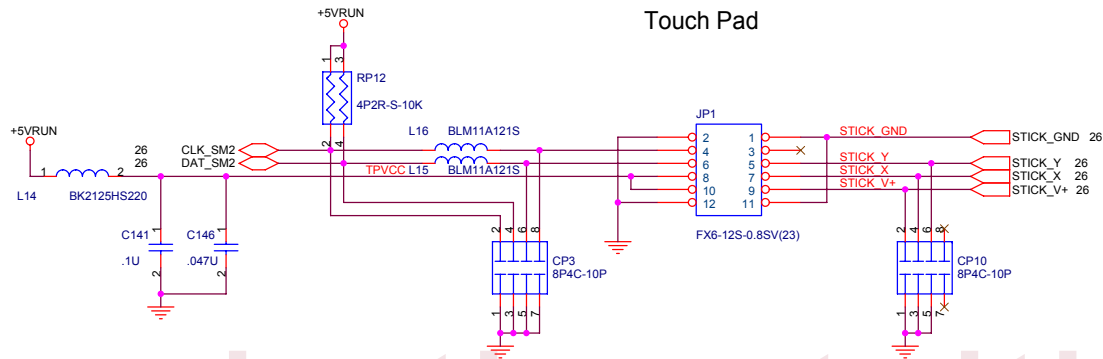 Touch Pad
+5VRUN
1
3
RP12
4P2R-S-10K
2
4
+5VRUN
1
2
L14
BK2125HS220
26 CLK_SM2
26 DAT_SM2
L16 BLM11A121S
TPVCC L15 BLM11A121S
C141
.1U
1
2
C146
.047U
1
2
JP1
2 1
4 3
6 5
8 7
10 9
12 11
FX6-12S-0.8SV(23)
STICK_GND STICK_GND 26
STICK_Y STICK_Y 26
STICK_X STICK_X 26
STICK_V+ STICK_V+ 26
2 4 6 8
CP3
8P4C-10P
1 3 5 7
2 4 6 8
CP10
8P4C-10P
1 3 5 7